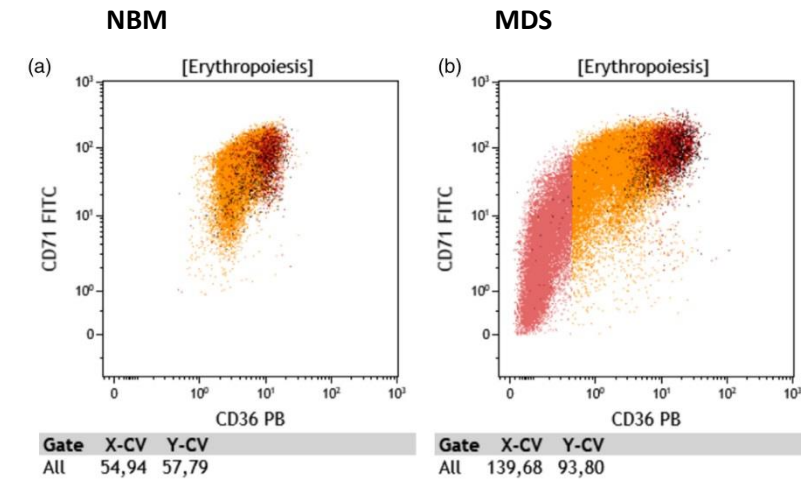 NBM MDS
(a) [Erythropoiesis] (b) [Erythropoiesis]
10³ 10³
10² 10²
10¹ 10¹
10⁰ 10⁰
0 0
CD71 FITC CD71 FITC
0 10⁰ 10¹ 10² 10³ 0 10⁰ 10¹ 10² 10³
CD36 PB CD36 PB
Gate X-CV Y-CV Gate X-CV Y-CV
All 54,94 57,79 All 139,68 93,80